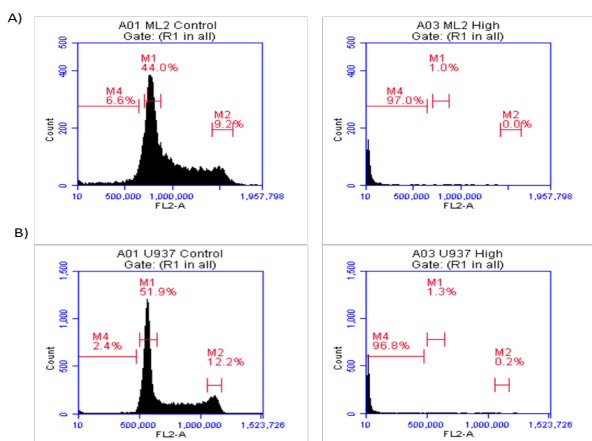 A)
A01 ML2 Control
Gate: (R1 in all)
500
400
200
0
Count
M1
44.0%
M4
6.6%
M2
9.2%
10
500,000
1,000,000
1,957,798
FL2-A
A03 ML2 High
Gate: (R1 in all)
500
400
200
0
Count
M1
1.0%
M4
97.0%
M2
0.0%
10
500,000
1,000,000
1,957,798
FL2-A
B)
A01 U937 Control
Gate: (R1 in all)
1,500
1,000
500
0
Count
M1
51.9%
M4
2.4%
M2
12.2%
10
500,000
1,000,000
1,523,726
FL2-A
A03 U937 High
Gate: (R1 in all)
1,500
1,000
500
0
Count
M1
1.3%
M4
96.8%
M2
0.2%
10
500,000
1,000,000
1,523,726
FL2-A